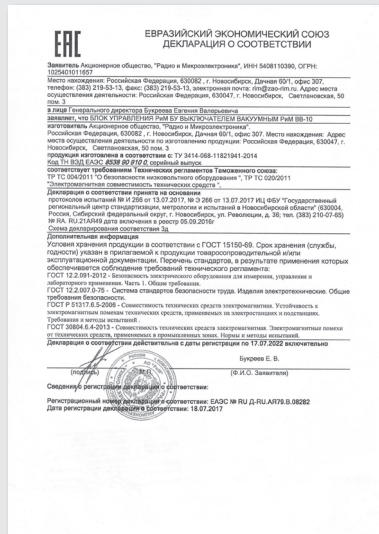 ЕВРАЗИЙСКИЙ ЭКОНОМИЧЕСКИЙ СОЮЗ
ДЕКЛАРАЦИЯ О СООТВЕТСТВИИ
ЕАС
Заявитель Акционерное общество, "Радио и Микроэлектроника", ИНН 5408110390, ОГРН:
1025401011657
Место нахождения: Российская Федерация, 630082 , г. Новосибирск, Дачная 60/1, офис 307.
телефон: (383) 219-53-13, факс: (383) 219-53-13, электронная почта: rim@zao-rim.ru. Адрес места
осуществления деятельности: Российская Федерация, 630047, г. Новосибирск, Светлановская, 50
пом. 3
в лице Генерального директора Букреева Евгения Валерьевича
заявляет, что БЛОК УПРАВЛЕНИЯ РиМ БУ ВЫКЛЮЧАТЕЛЕМ ВАКУУМНЫМ РиМ ВВ-10
изготовитель Акционерное общество, "Радио и Микроэлектроника".
Российская Федерация, 630082 , г. Новосибирск, Дачная 60/1, офис 307. Место нахождения: Адрес
места осуществления деятельности по изготовлению продукции: Российская Федерация, 630047, г.
Новосибирск, Светлановская, 50 пом. 3
продукция изготовлена в соответствии с: ТУ 3414-068-11821941-2014
Код ТН ВЭД ЕАЭС 8538 90 910 0, серийный выпуск
соответствует требованиям Технических регламентов Таможенного союза:
ТР ТС 004/2011 "О безопасности низковольтного оборудования ", ТР ТС 020/2011
"Электромагнитная совместимость технических средств ",
Декларация о соответствии принята на основании
протоколов испытаний № И 266 от 13.07.2017, № Э 266 от 13.07.2017 ИЦ ФБУ "Государственный
региональный центр стандартизации, метрологии и испытаний в Новосибирской области" (630004,
Россия, Сибирский федеральный округ, г. Новосибирск, ул. Революции, д. 36; тел. (383) 210-07-65)
№ RA. RU.21АЯ49 дата включения в реестр 05.09.2016г
Схема декларирования соответствия 3д
Дополнительная информация
Условия хранения продукции в соответствии с ГОСТ 15150-69. Срок хранения (службы,
годности) указан в прилагаемой к продукции товаросопроводительной и/или
эксплуатационной документации. Перечень стандартов, в результате применения которых
обеспечивается соблюдение требований технического регламента:
ГОСТ 12.2.091-2012 - Безопасность электрического оборудования для измерения, управления и
лабораторного применения. Часть 1. Общие требования.
ГОСТ 12.2.007.0-75 - Система стандартов безопасности труда. Изделия электротехнические. Общие
требования безопасности.
ГОСТ Р 51317.6.5-2006 - Совместимость технических средств электромагнитная. Устойчивость к
электромагнитным помехам технических средств, применяемых на электростанциях и подстанциях.
Требования и методы испытаний .
ГОСТ 30804.6.4-2013 - Совместимость технических средств электромагнитная. Электромагнитные помехи
от технических средств, применяемых в промышленных зонах. Нормы и методы испытаний.
Декларация о соответствии действительна с даты регистрации по 17.07.2022 включительно
Букреев Е. В.
(подпись) М.П. (Ф.И.О. Заявителя)
Сведения о регистрации декларации о соответствии:
Регистрационный номер декларации о соответствии: ЕАЭС № RU Д-RU.АЯ79.В.08282
Дата регистрации декларации о соответствии: 18.07.2017